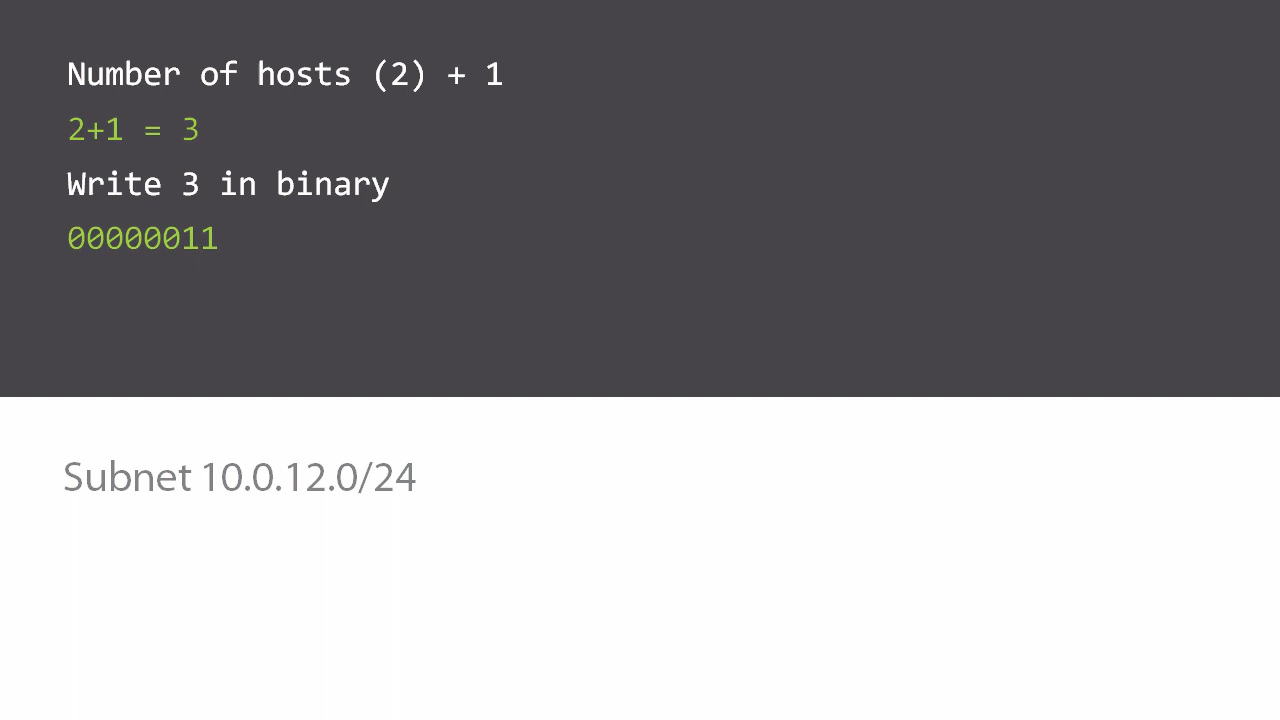 Number of hosts (2) + 1
2+1 = 3
Write 3 in binary
00000011
Subnet 10.0.12.0/24